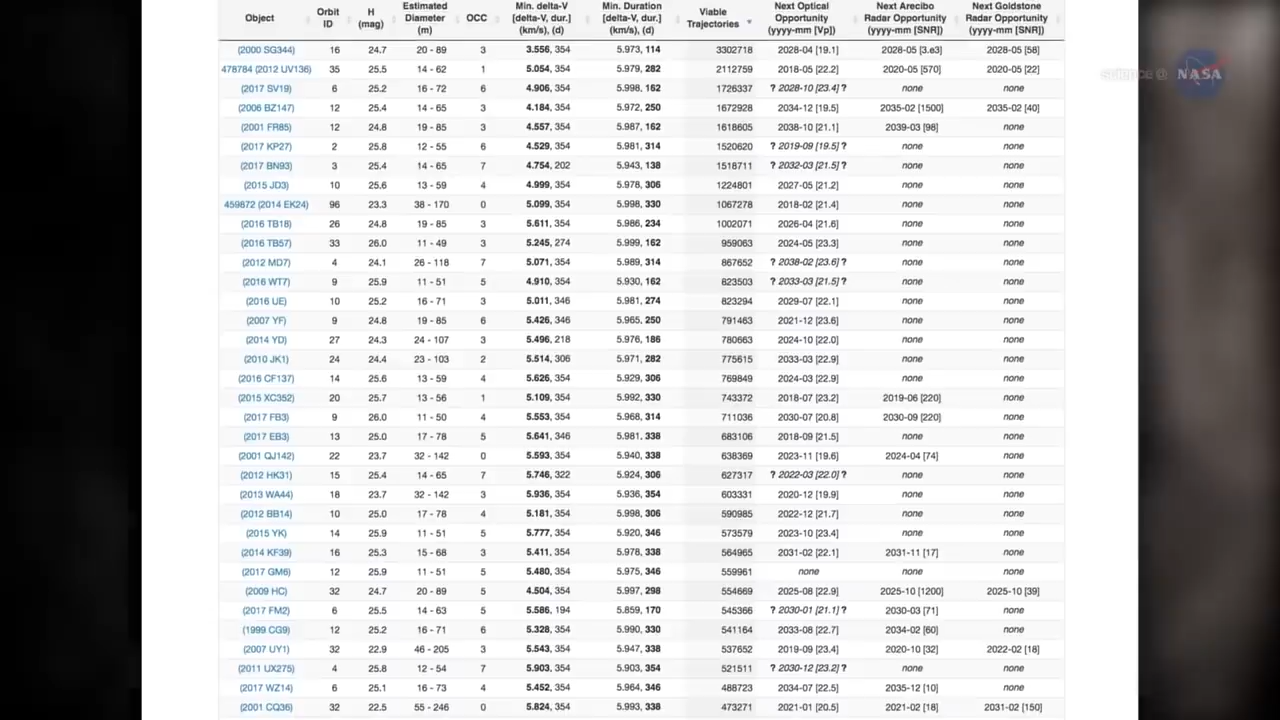 Object Orbit ID H (mag) Estimated Diameter (m) OCC Min. delta-V [delta-V, dur.] (km/s), (d) Min. Duration [delta-V, dur.] (km/s), (d) Viable Trajectories Next Optical Opportunity (yyyy-mm [Vp]) Next Arecibo Radar Opportunity (yyyy-mm [SNR]) Next Goldstone Radar Opportunity (yyyy-mm [SNR])
(2000 SG344) 16 24.7 20 - 89 3 3.556, 354 5.973, 114 3302718 2028-04 [19.1] 2028-05 [3.e3] 2028-05 [58]
478784 (2012 UV136) 35 25.5 14 - 62 1 5.054, 354 5.979, 282 2112759 2018-05 [22.2] 2020-05 [570] 2020-05 [22]
(2017 SV19) 6 25.2 16 - 72 6 4.906, 354 5.998, 162 1726337 ? 2028-10 [23.4] ? none none
(2006 BZ147) 12 25.4 14 - 65 3 4.184, 354 5.972, 250 1672928 2034-12 [19.5] 2035-02 [1500] 2035-02 [40]
(2001 FR85) 12 24.8 19 - 85 3 4.557, 354 5.987, 162 1618605 2038-10 [21.1] 2039-03 [98] none
(2017 KP27) 2 25.8 12 - 55 6 4.529, 354 5.981, 314 1520620 ? 2019-09 [19.5] ? none none
(2017 BN93) 3 25.4 14 - 65 7 4.754, 202 5.943, 138 1518711 ? 2032-03 [21.5] ? none none
(2015 JD3) 10 25.6 13 - 59 4 4.999, 354 5.978, 306 1224801 2027-05 [21.2] none none
459872 (2014 EK24) 96 23.3 38 - 170 0 5.099, 354 5.998, 330 1067278 2018-02 [21.4] none none
(2016 TB18) 26 24.8 19 - 85 3 5.611, 354 5.986, 234 1002071 2026-04 [21.6] none none
(2016 TB57) 33 26.0 11 - 49 3 5.245, 274 5.999, 162 959063 2024-05 [23.3] none none
(2012 MD7) 4 24.1 26 - 118 7 5.071, 354 5.989, 314 867652 ? 2038-02 [23.6] ? none none
(2016 WT7) 9 25.9 11 - 51 5 4.910, 354 5.930, 162 823503 ? 2033-03 [21.5] ? none none
(2016 UE) 10 25.2 16 - 71 3 5.011, 346 5.981, 274 823294 2029-07 [22.1] none none
(2007 YF) 9 24.8 19 - 85 6 5.426, 346 5.965, 250 791463 2021-12 [23.6] none none
(2014 YD) 27 24.3 24 - 107 3 5.496, 218 5.976, 186 780663 2024-10 [22.0] none none
(2010 JK1) 24 24.4 23 - 103 2 5.514, 306 5.971, 282 775615 2033-03 [22.9] none none
(2016 CF137) 14 25.6 13 - 59 4 5.626, 354 5.929, 306 769849 2024-03 [22.9] none none
(2015 XC352) 20 25.7 13 - 56 1 5.109, 354 5.992, 330 743372 2018-07 [23.2] 2019-06 [220] none
(2017 FB3) 9 26.0 11 - 50 4 5.553, 354 5.968, 314 711036 2030-07 [20.8] 2030-09 [220] none
(2017 EB3) 13 25.0 17 - 78 5 5.641, 346 5.981, 338 683106 2018-09 [21.5] none none
(2001 QJ142) 22 23.7 32 - 142 0 5.593, 354 5.940, 338 638369 2023-11 [19.6] 2024-04 [74] none
(2012 HK31) 15 25.4 14 - 65 7 5.746, 322 5.924, 306 627317 ? 2022-03 [22.0] ? none none
(2013 WA44) 18 23.7 32 - 142 3 5.936, 354 5.936, 354 603331 2020-12 [19.9] none none
(2012 BB14) 10 25.0 17 - 78 4 5.181, 354 5.998, 306 590985 2022-12 [21.7] none none
(2015 YK) 14 25.9 11 - 51 5 5.777, 354 5.920, 346 573579 2023-10 [23.4] none none
(2014 KF39) 16 25.3 15 - 68 3 5.411, 354 5.978, 338 564965 2031-02 [22.1] 2031-11 [17] none
(2017 GM6) 12 25.9 11 - 51 5 5.480, 354 5.975, 346 559961 none none none
(2009 HC) 32 24.7 20 - 89 5 4.504, 354 5.997, 298 554669 2025-08 [22.9] 2025-10 [1200] 2025-10 [39]
(2017 FM2) 6 25.5 14 - 63 5 5.586, 194 5.859, 170 545366 ? 2030-01 [21.1] ? 2030-03 [71] none
(1999 CG9) 12 25.2 16 - 71 6 5.328, 354 5.990, 330 541164 2033-08 [22.7] 2034-02 [60] none
(2007 UY1) 32 22.9 46 - 205 3 5.543, 354 5.947, 338 537652 2019-09 [23.4] 2020-10 [32] 2022-02 [18]
(2011 UX275) 4 25.8 12 - 54 7 5.903, 354 5.903, 354 521511 ? 2030-12 [23.2] ? none none
(2017 WZ14) 6 25.1 16 - 73 4 5.452, 354 5.964, 346 488723 2034-07 [22.5] 2035-12 [10] none
(2001 CQ36) 32 22.5 55 - 246 0 5.824, 354 5.993, 338 473271 2021-01 [20.5] 2021-02 [18] 2031-02 [150]
science @ NASA